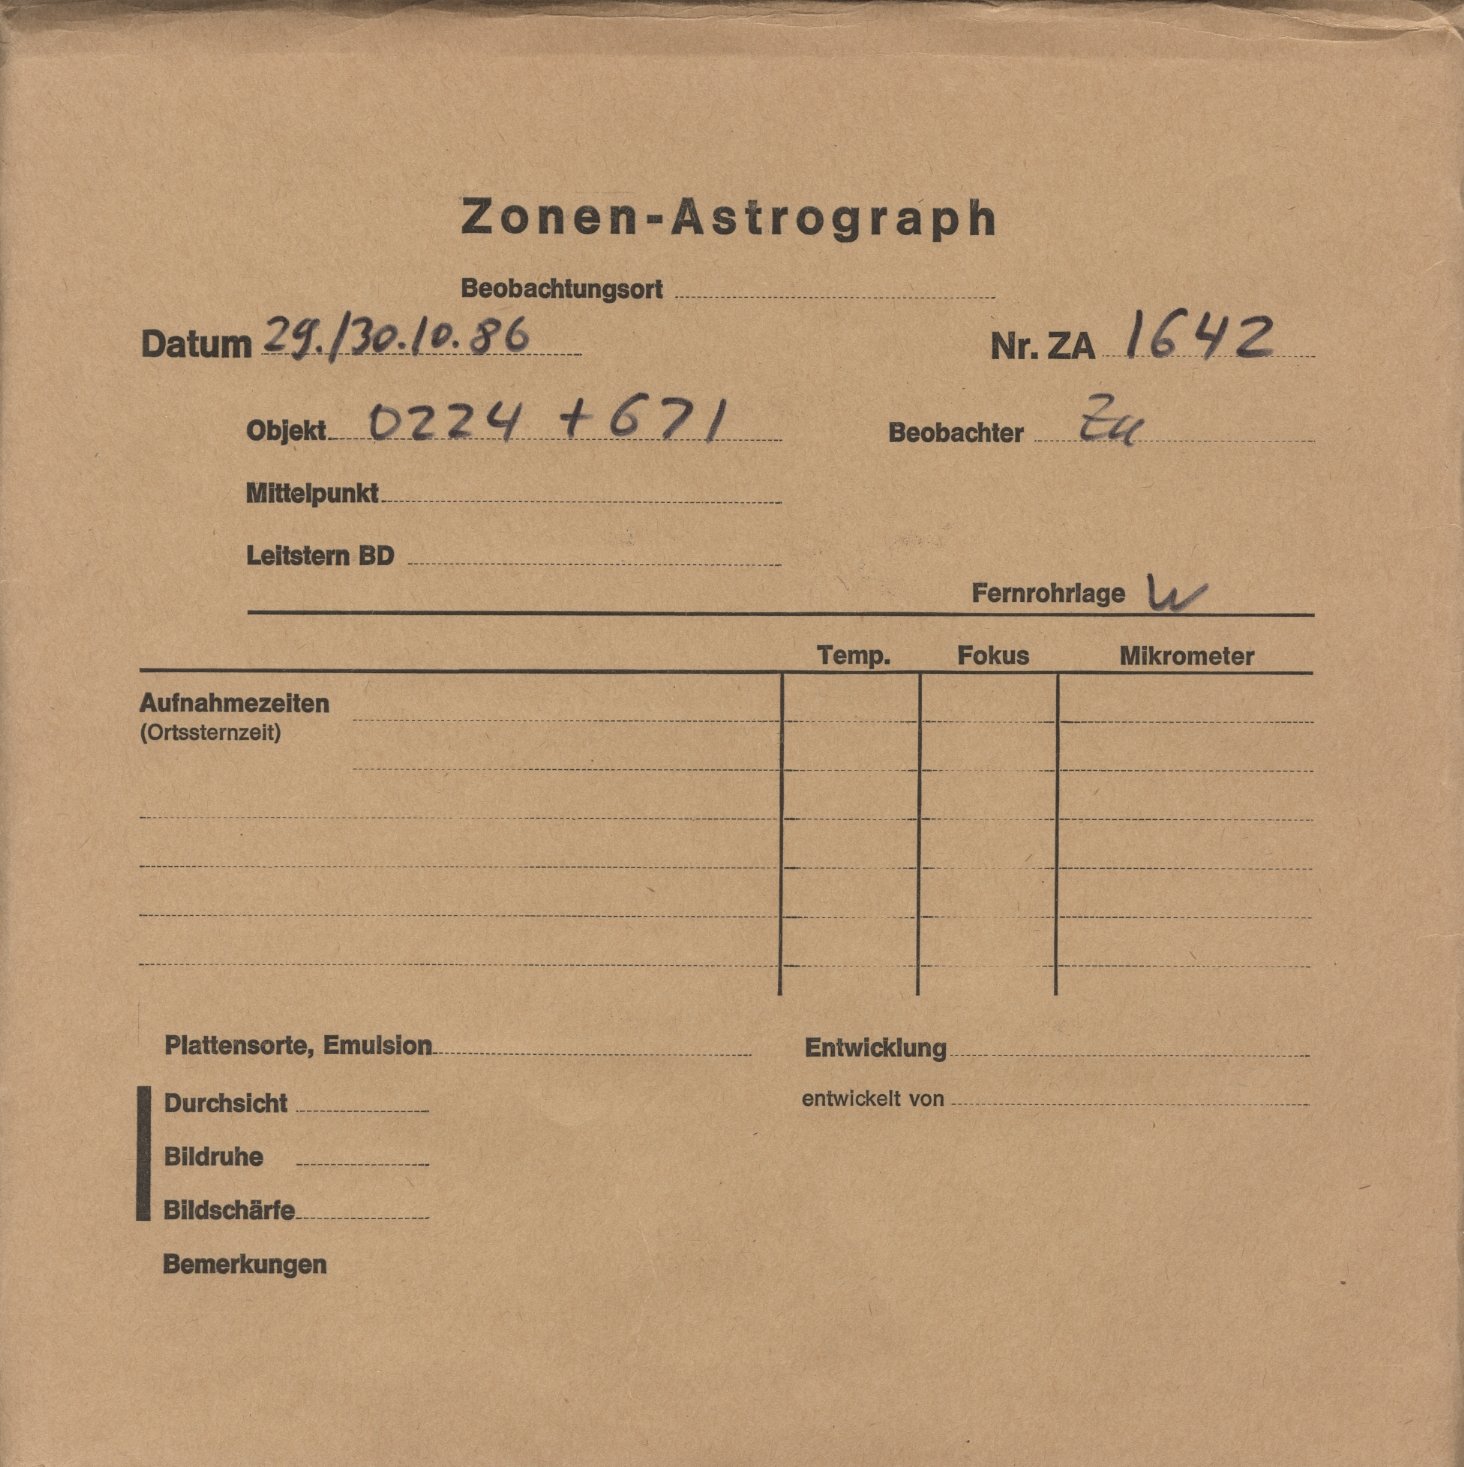 Zonen-Astrograph
Beobachtungsort
Datum 29./30.10.86 Nr. ZA 1642
Objekt 0224 + 671 Beobachter Zu
Mittelpunkt
Leitstern BD
Fernrohrlage W
Temp. Fokus Mikrometer
Aufnahmezeiten
(Ortssternzeit)
Plattensorte, Emulsion Entwicklung
Durchsicht entwickelt von
Bildruhe
Bildschärfe
Bemerkungen